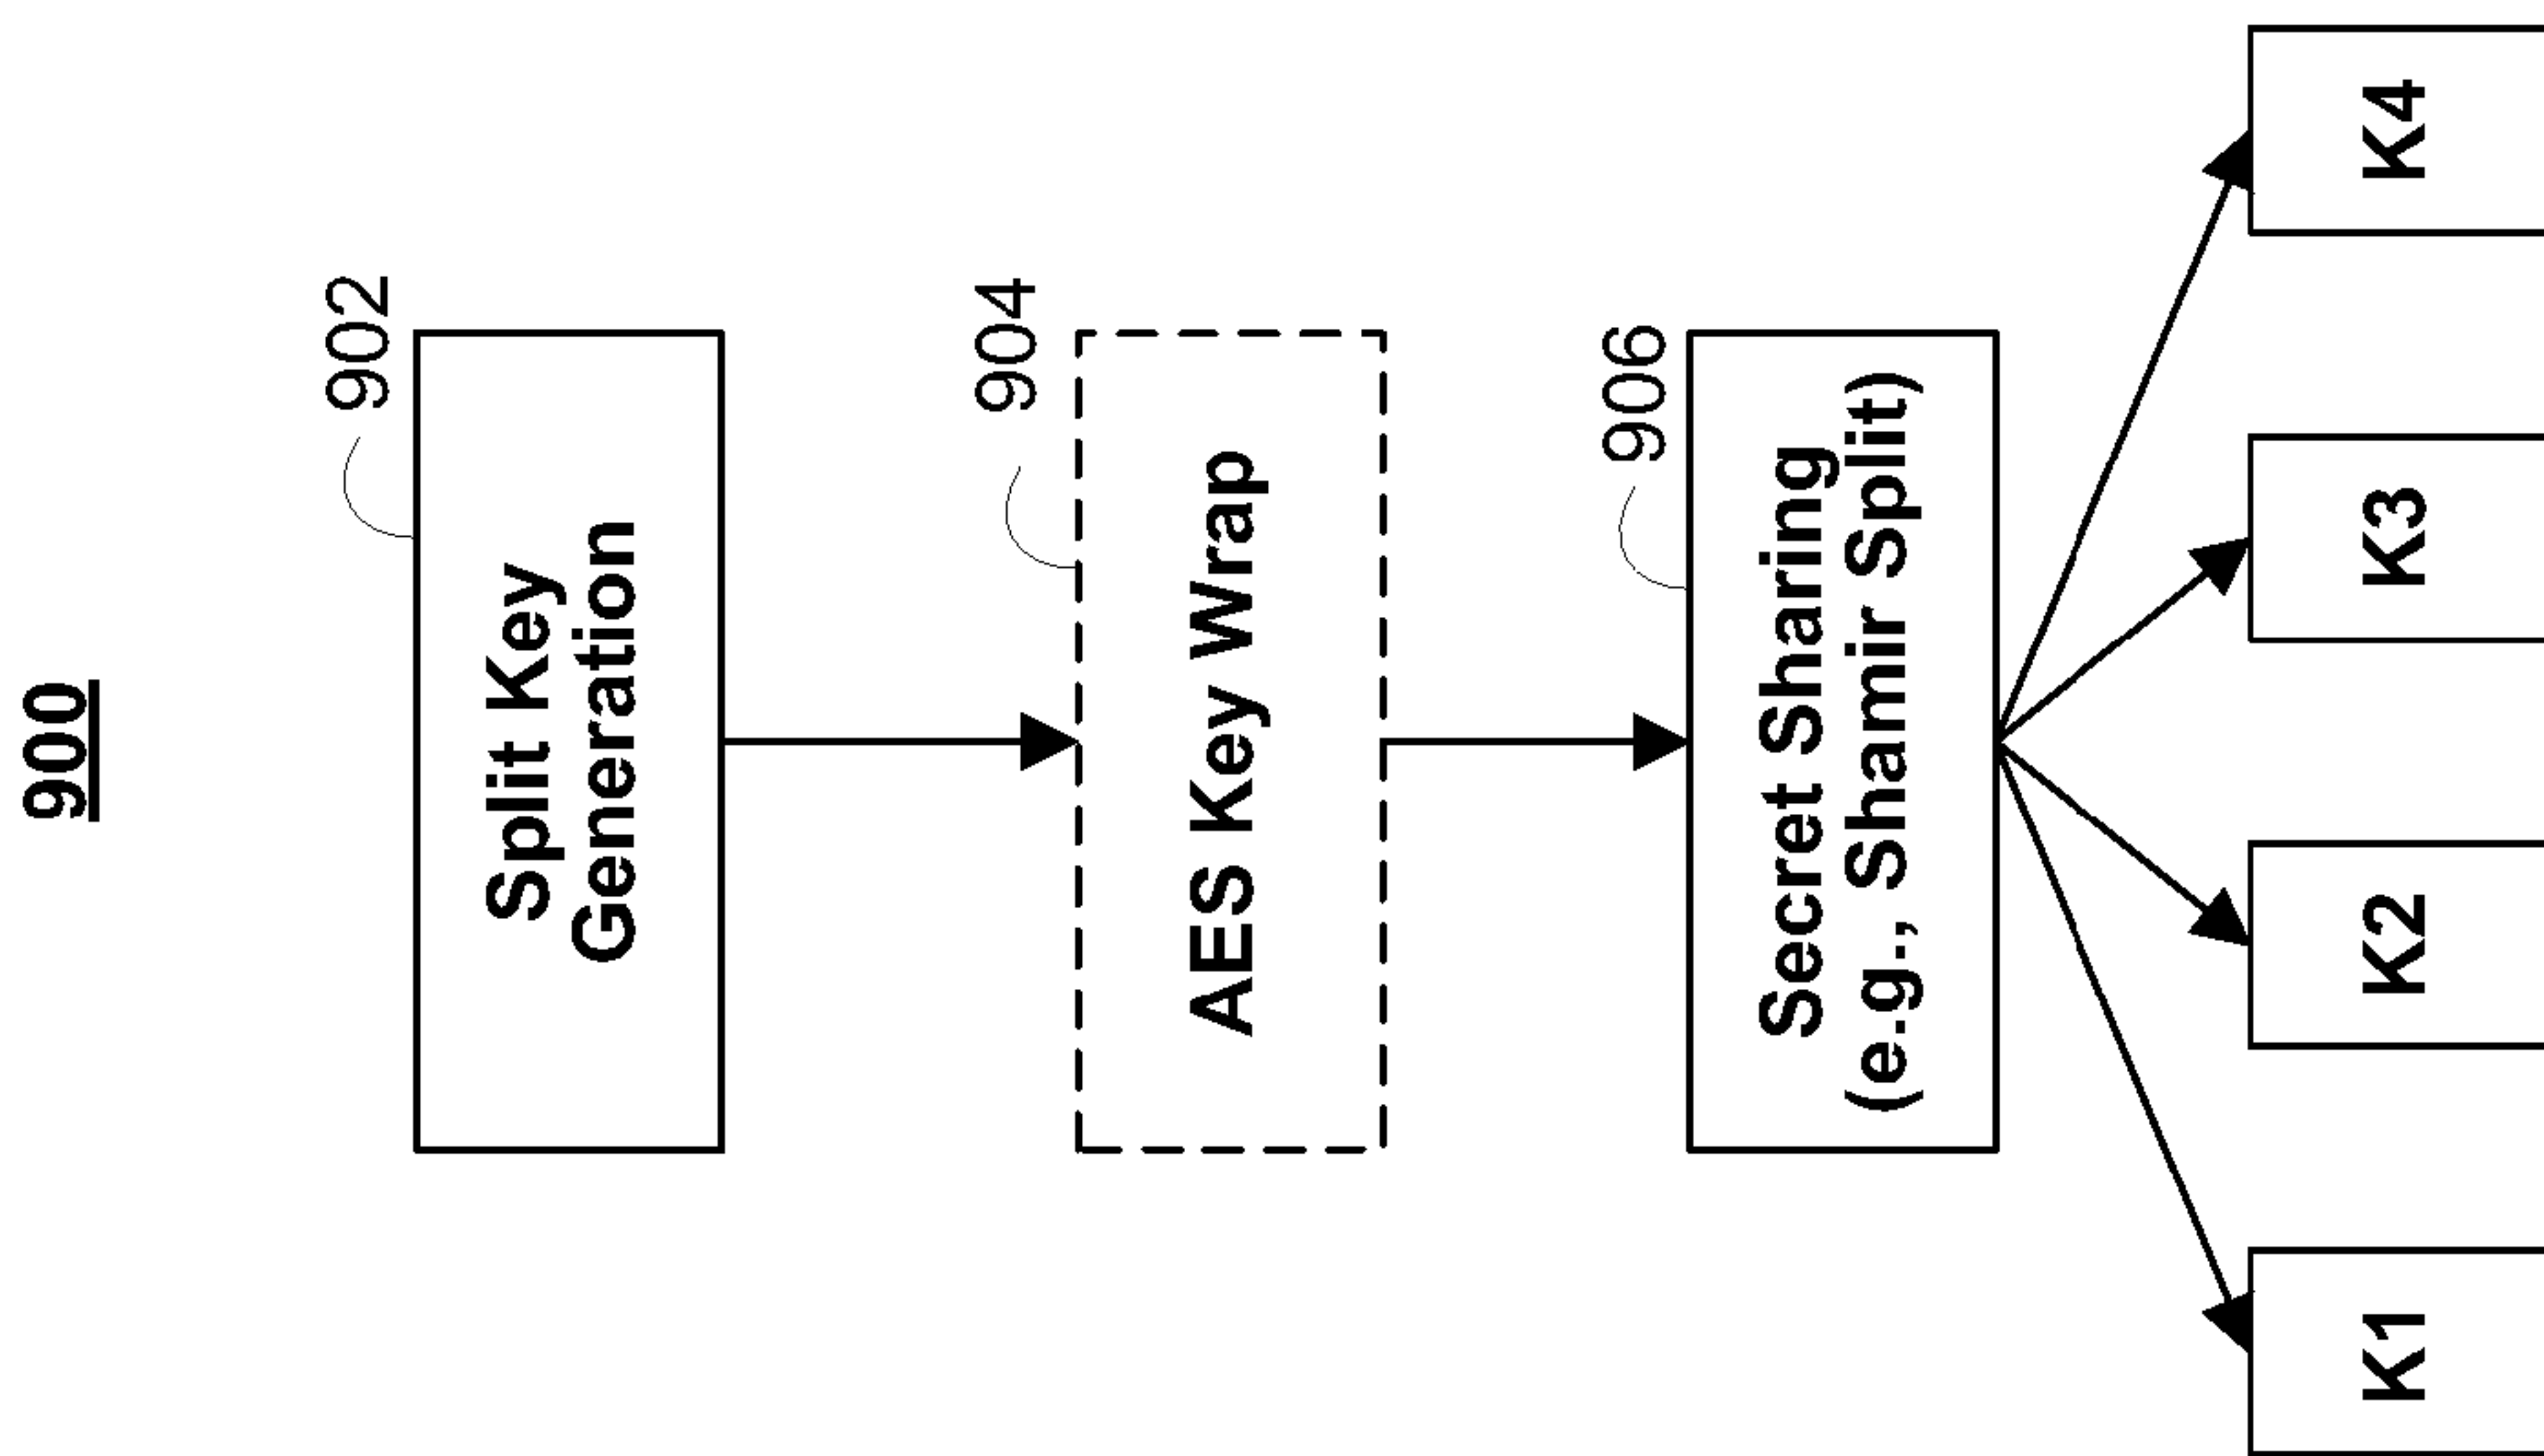 900
902
Split Key
Generation
904
AES Key Wrap
906
Secret Sharing
(e.g., Shamir Split)
K1
K2
K3
K4